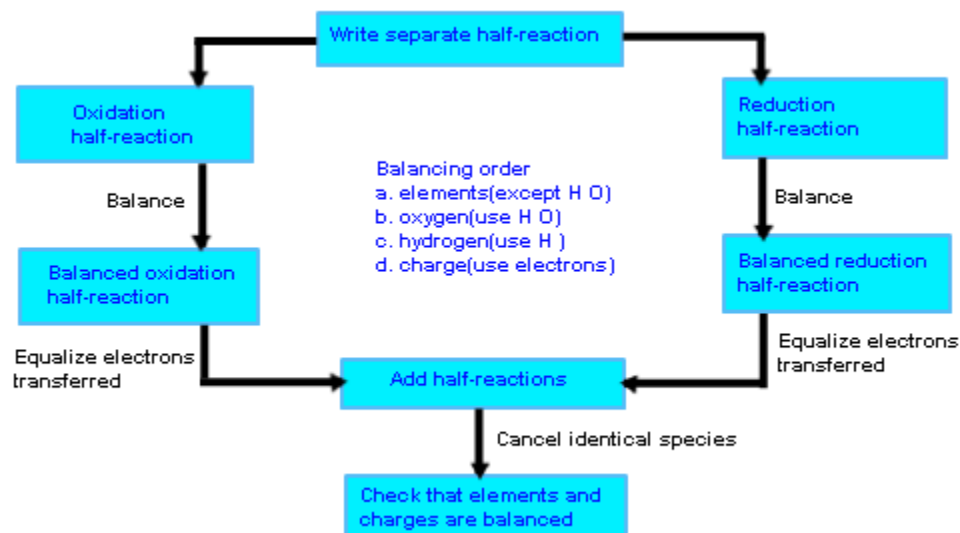 Write separate half-reaction
Oxidation
half-reaction
Reduction
half-reaction
Balancing order
a. elements(except H O)
b. oxygen(use H O)
c. hydrogen(use H )
d. charge(use electrons)
Balance
Balance
Balanced oxidation
half-reaction
Balanced reduction
half-reaction
Equalize electrons
transferred
Equalize electrons
transferred
Add half-reactions
Cancel identical species
Check that elements and
charges are balanced